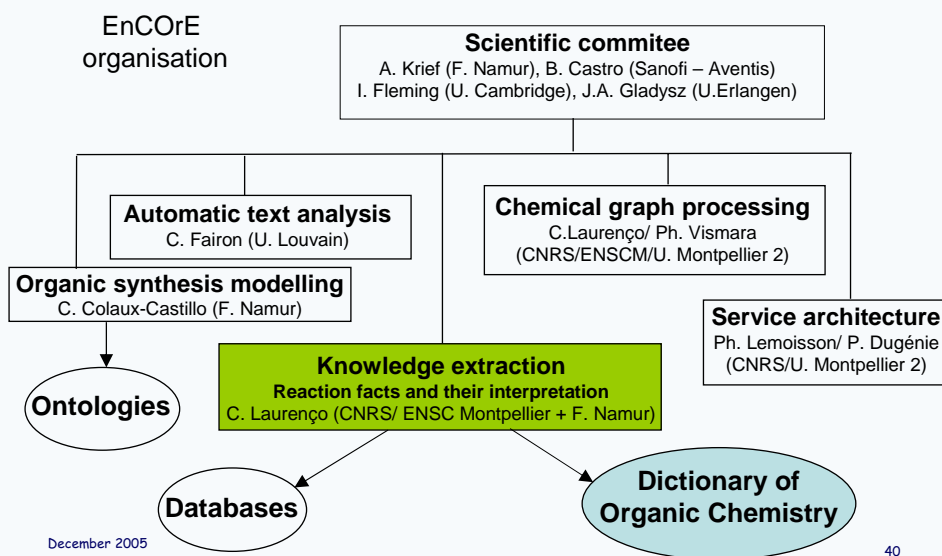 EnCOrE
organisation
Scientific commitee
A. Krief (F. Namur), B. Castro (Sanofi – Aventis)
I. Fleming (U. Cambridge), J.A. Gladysz (U.Erlangen)
Automatic text analysis
C. Fairon (U. Louvain)
Chemical graph processing
C.Laurenço/ Ph. Vismara
(CNRS/ENSCM/U. Montpellier 2)
Organic synthesis modelling
C. Colaux-Castillo (F. Namur)
Service architecture
Ph. Lemoisson/ P. Dugénie
(CNRS/U. Montpellier 2)
Knowledge extraction
Reaction facts and their interpretation
C. Laurenço (CNRS/ ENSC Montpellier + F. Namur)
Ontologies
Databases
Dictionary of
Organic Chemistry
December 2005
40